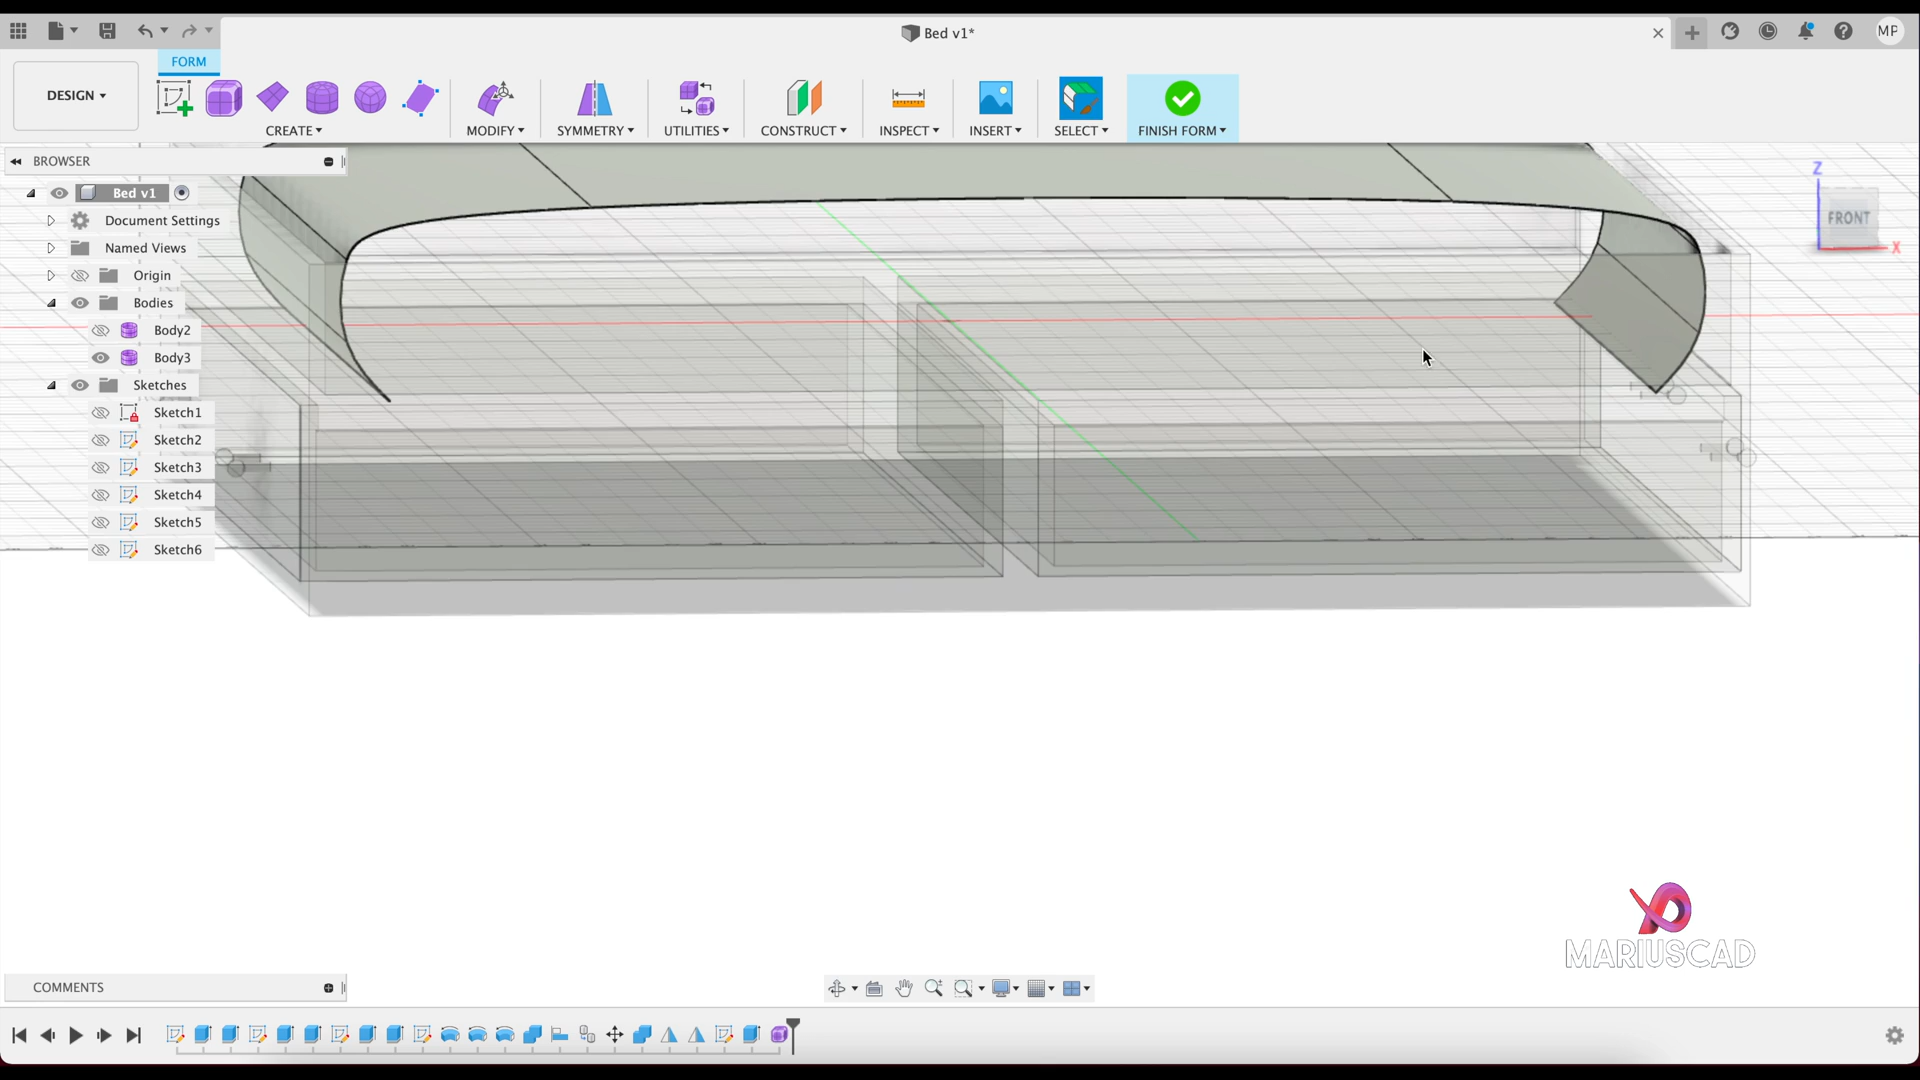 Bed v1*
MP
FORM
DESIGN
CREATE
MODIFY
SYMMETRY
UTILITIES
CONSTRUCT
INSPECT
INSERT
SELECT
FINISH FORM
BROWSER
Bed v1
Document Settings
Named Views
Origin
Bodies
Body2
Body3
Sketches
Sketch1
Sketch2
Sketch3
Sketch4
Sketch5
Sketch6
Z
FRONT
X
MARIUSCAD
COMMENTS